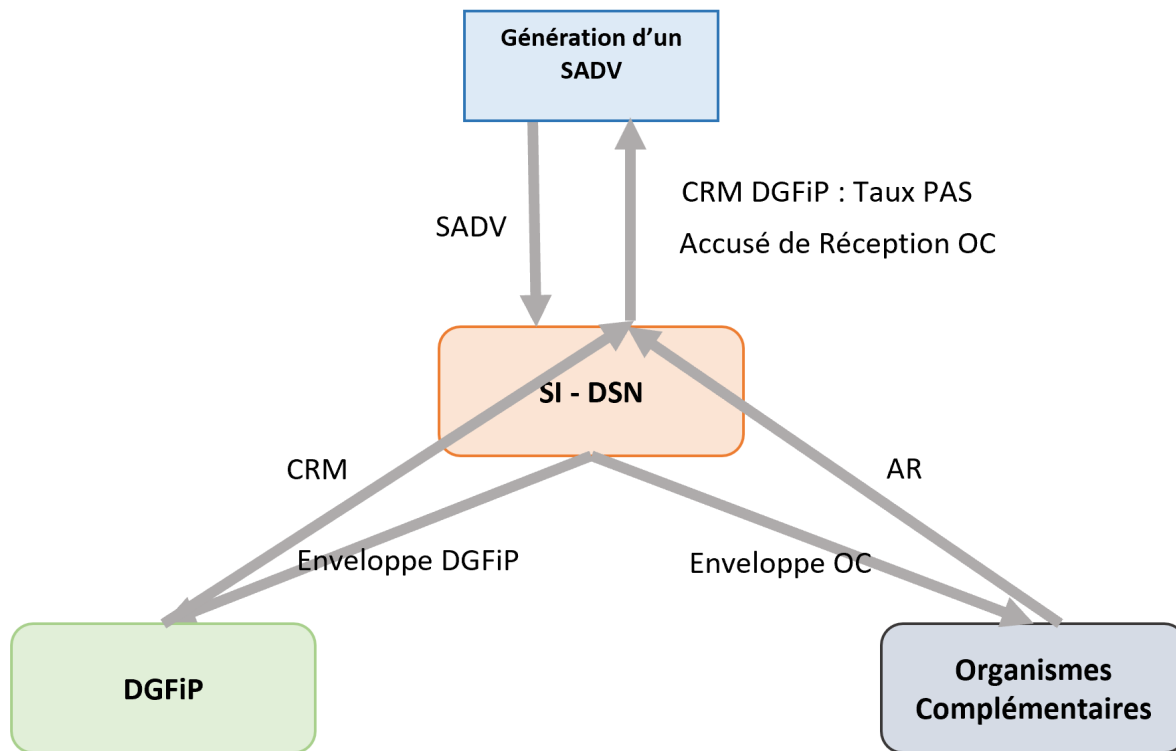 Génération d'un
SADV
SADV
CRM DGFiP : Taux PAS
Accusé de Réception OC
SI - DSN
CRM
AR
Enveloppe DGFiP
Enveloppe OC
DGFiP
Organismes
Complémentaires